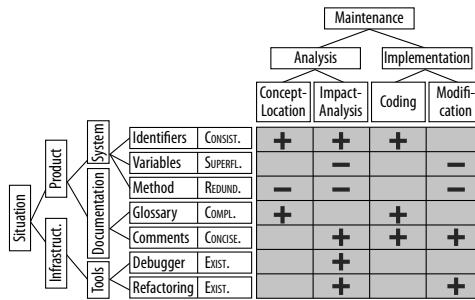 Maintenance
Analysis
Implementation
Concept-
Location
Impact-
Analysis
Coding
Modifi-
cation
Situation
Product
Infrastruct.
System
Documentation
Tools
Identifiers CONSIST. + + +
Variables SUPERFL. − −
Method REDUND. − − −
Glossary COMPL. + +
Comments CONCISE. + + +
Debugger EXIST. +
Refactoring EXIST. + +